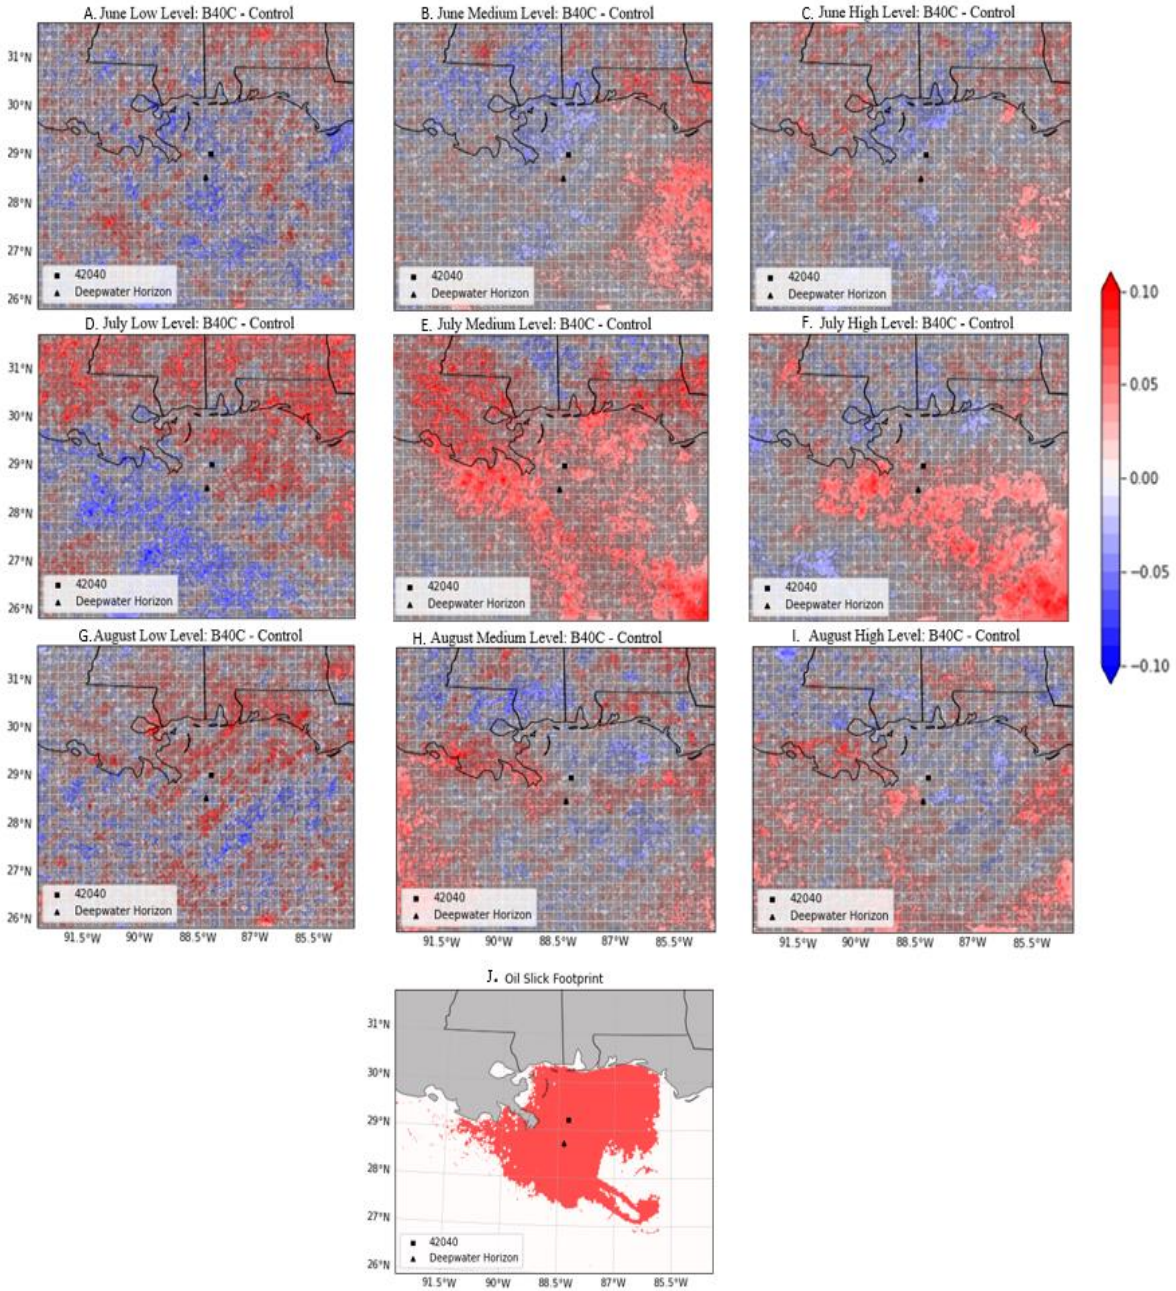 A. June Low Level: B40C - Control
B. June Medium Level: B40C - Control
C. June High Level: B40C - Control
31°N
30°N
29°N
28°N
27°N
26°N
42040
Deepwater Horizon
42040
Deepwater Horizon
42040
Deepwater Horizon
D. July Low Level: B40C - Control
E. July Medium Level: B40C - Control
F. July High Level: B40C - Control
31°N
30°N
29°N
28°N
27°N
26°N
42040
Deepwater Horizon
42040
Deepwater Horizon
42040
Deepwater Horizon
0.10
0.05
0.00
−0.05
−0.10
G. August Low Level: B40C - Control
H. August Medium Level: B40C - Control
I. August High Level: B40C - Control
31°N
30°N
29°N
28°N
27°N
26°N
42040
Deepwater Horizon
42040
Deepwater Horizon
42040
Deepwater Horizon
91.5°W 90°W 88.5°W 87°W 85.5°W
91.5°W 90°W 88.5°W 87°W 85.5°W
91.5°W 90°W 88.5°W 87°W 85.5°W
J. Oil Slick Footprint
31°N
30°N
29°N
28°N
27°N
26°N
42040
Deepwater Horizon
91.5°W 90°W 88.5°W 87°W 85.5°W